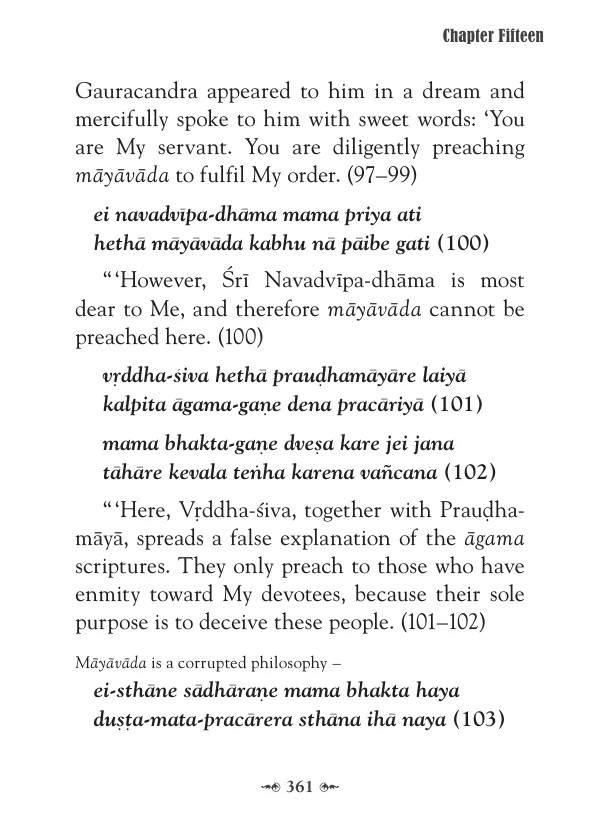 Chapter Fifteen
Gauracandra appeared to him in a dream and
mercifully spoke to him with sweet words: ‘You
are My servant. You are diligently preaching
māyāvāda to fulfil My order. (97–99)
ei navadvīpa-dhāma mama priya ati
hethā māyāvāda kabhu nā pāibe gati (100)
“ ‘However, Śrī Navadvīpa-dhāma is most
dear to Me, and therefore māyāvāda cannot be
preached here. (100)
vṛddha-śiva hethā prauḍhamāyāre laiyā
kalpita āgama-gaṇe dena pracāriyā (101)
mama bhakta-gaṇe dveṣa kare jei jana
tāhāre kevala teṅha karena vañcana (102)
“ ‘Here, Vṛddha-śiva, together with Prauḍha-
māyā, spreads a false explanation of the āgama
scriptures. They only preach to those who have
enmity toward My devotees, because their sole
purpose is to deceive these people. (101–102)
Māyāvāda is a corrupted philosophy –
ei-sthāne sādhāraṇe mama bhakta haya
duṣṭa-mata-pracārera sthāna ihā naya (103)
361